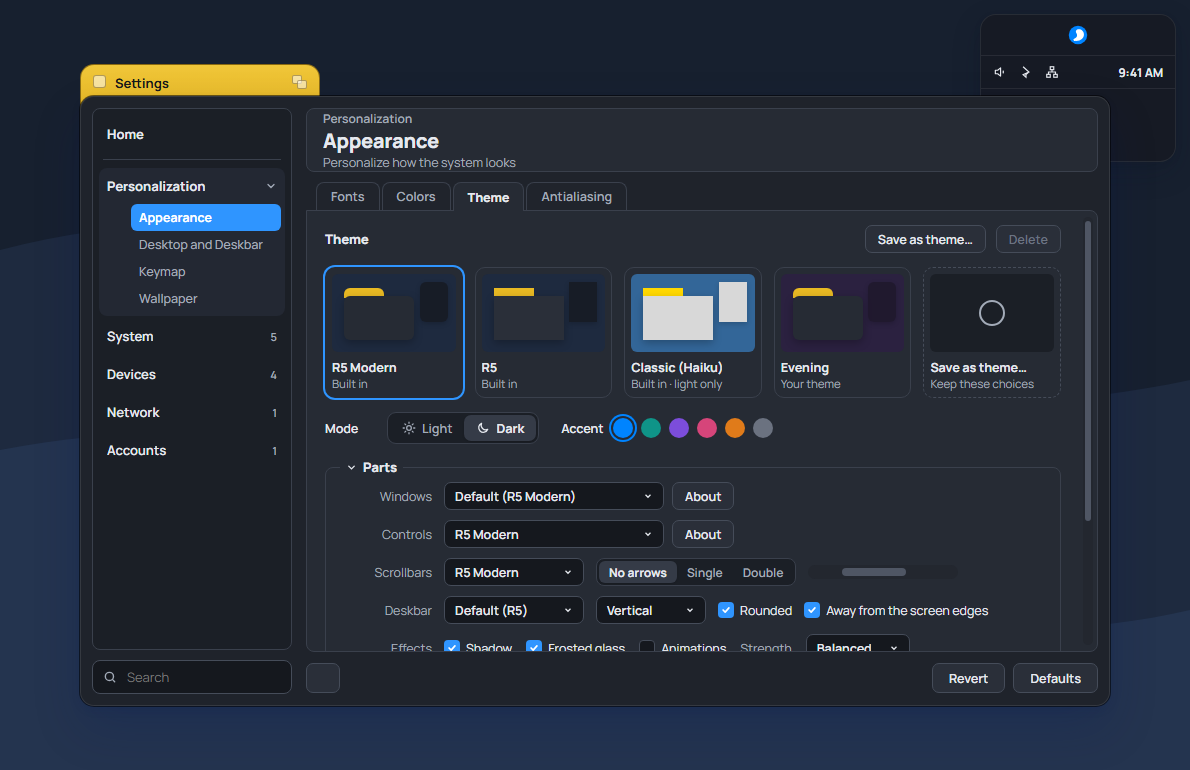 9:41 AM
Settings
Home
Personalization
Appearance
Desktop and Deskbar
Keymap
Wallpaper
System 5
Devices 4
Network 1
Accounts 1
Search
Personalization
Appearance
Personalize how the system looks
Fonts Colors Theme Antialiasing
Theme Save as theme... Delete
R5 Modern
Built in
R5
Built in
Classic (Haiku)
Built in · light only
Evening
Your theme
Save as theme...
Keep these choices
Mode Light Dark Accent
Parts
Windows Default (R5 Modern) About
Controls R5 Modern About
Scrollbars R5 Modern No arrows Single Double
Deskbar Default (R5) Vertical Rounded Away from the screen edges
Effects Shadow Frosted glass Animations Strength Balanced
Revert Defaults